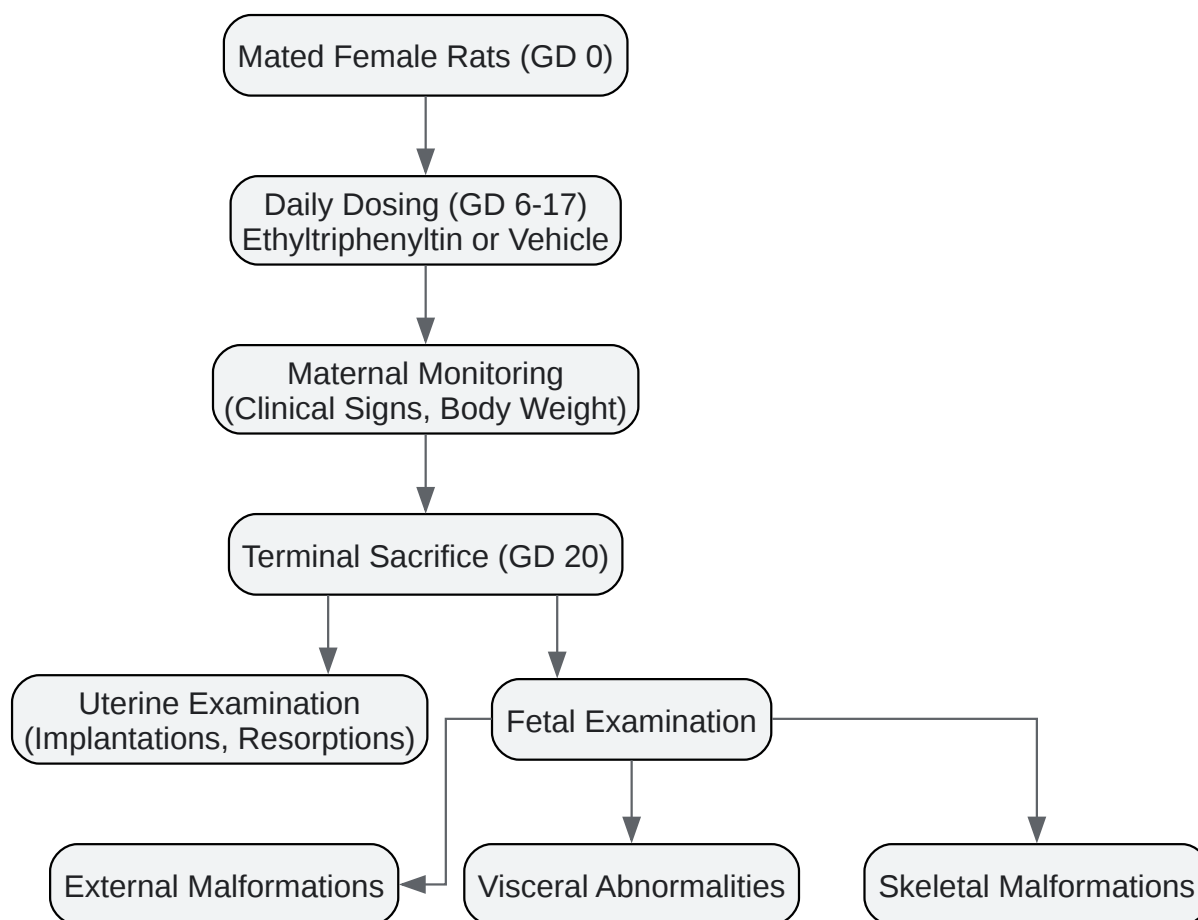 Mated Female Rats (GD 0)
Daily Dosing (GD 6-17)
Ethyltriphenyltin or Vehicle
Maternal Monitoring
(Clinical Signs, Body Weight)
Terminal Sacrifice (GD 20)
Uterine Examination
(Implantations, Resorptions)
Fetal Examination
External Malformations
Visceral Abnormalities
Skeletal Malformations